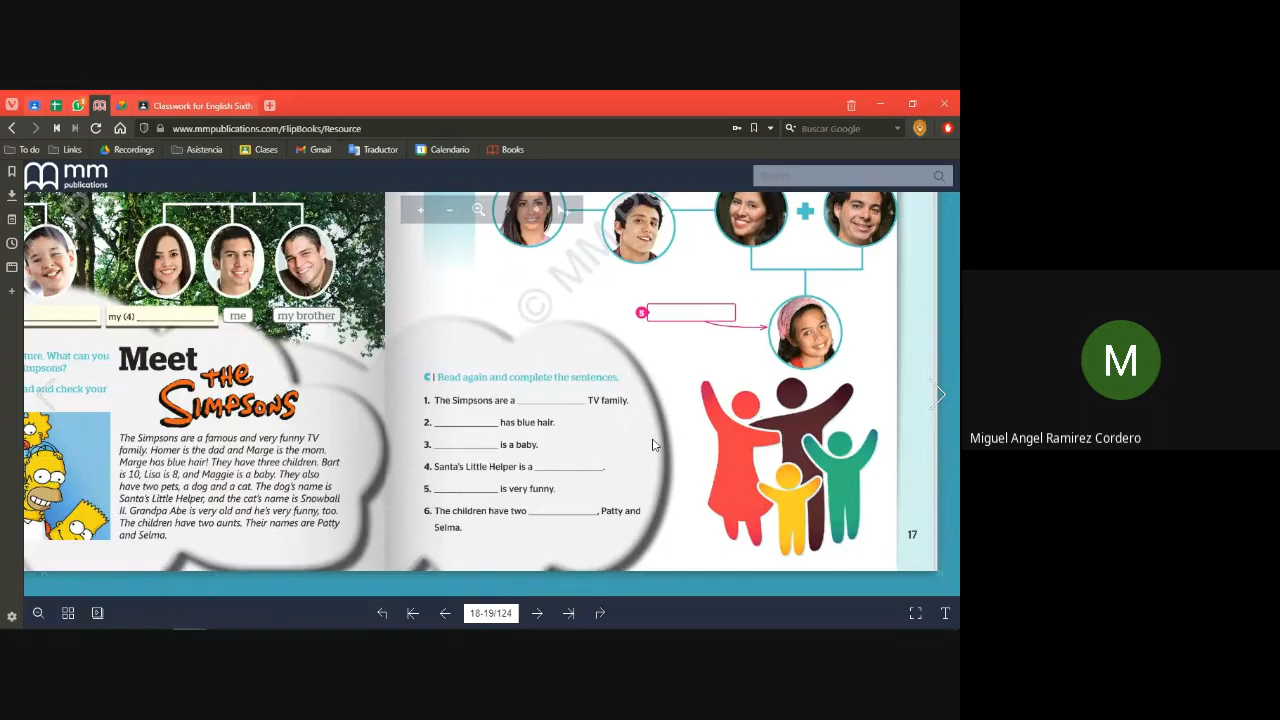 Classwork for English Sixth
www.mmpublications.com/FlipBooks/Resource
Buscar Google
To do Links Recordings Asistencia Clases Gmail Traductor Calendario Books
mm
publications
Search
+ −
© MM
my (4)
me
my brother
5
ture. What can you
mpsons?
ad and check your
Meet
THE
SIMPSONS
The Simpsons are a famous and very funny TV
family. Homer is the dad and Marge is the mom.
Marge has blue hair! They have three children. Bart
is 10, Lisa is 8, and Maggie is a baby. They also
have two pets, a dog and a cat. The dog's name is
Santa's Little Helper, and the cat's name is Snowball
II. Grandpa Abe is very old and he's very funny, too.
The children have two aunts. Their names are Patty
and Selma.
C | Read again and complete the sentences.
1. The Simpsons are a ____________ TV family.
2. ____________ has blue hair.
3. ____________ is a baby.
4. Santa's Little Helper is a ____________.
5. ____________ is very funny.
6. The children have two ____________, Patty and
Selma.
17
18-19/124
T
M
Miguel Angel Ramirez Cordero